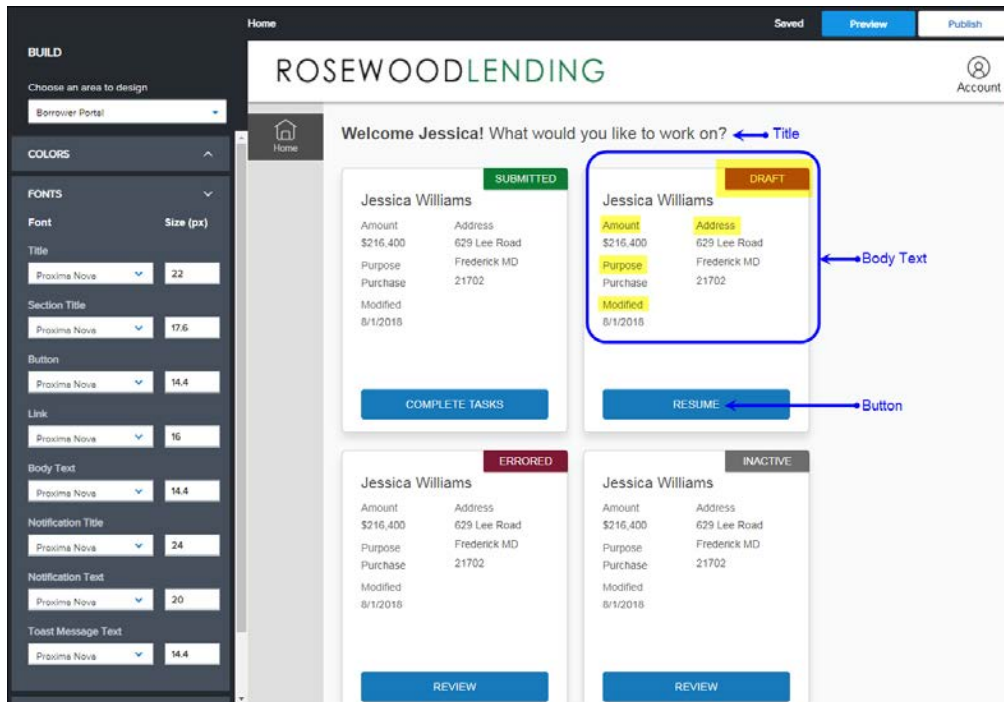 Home
Saved
Preview
Publish
BUILD
Choose an area to design
Borrower Portal
COLORS
FONTS
Font Size (px)
Title
Proxima Nova 22
Section Title
Proxima Nova 17.6
Button
Proxima Nova 14.4
Link
Proxima Nova 16
Body Text
Proxima Nova 14.4
Notification Title
Proxima Nova 24
Notification Text
Proxima Nova 20
Toast Message Text
Proxima Nova 14.4
ROSEWOODLENDING
Account
Home
Welcome Jessica! What would you like to work on?
Title
SUBMITTED
Jessica Williams
Amount Address
$216,400 629 Lee Road
Purpose Frederick MD
Purchase 21702
Modified
8/1/2018
COMPLETE TASKS
DRAFT
Jessica Williams
Amount Address
$216,400 629 Lee Road
Purpose Frederick MD
Purchase 21702
Modified
8/1/2018
RESUME
Body Text
Button
ERRORED
Jessica Williams
Amount Address
$216,400 629 Lee Road
Purpose Frederick MD
Purchase 21702
Modified
8/1/2018
REVIEW
INACTIVE
Jessica Williams
Amount Address
$216,400 629 Lee Road
Purpose Frederick MD
Purchase 21702
Modified
8/1/2018
REVIEW